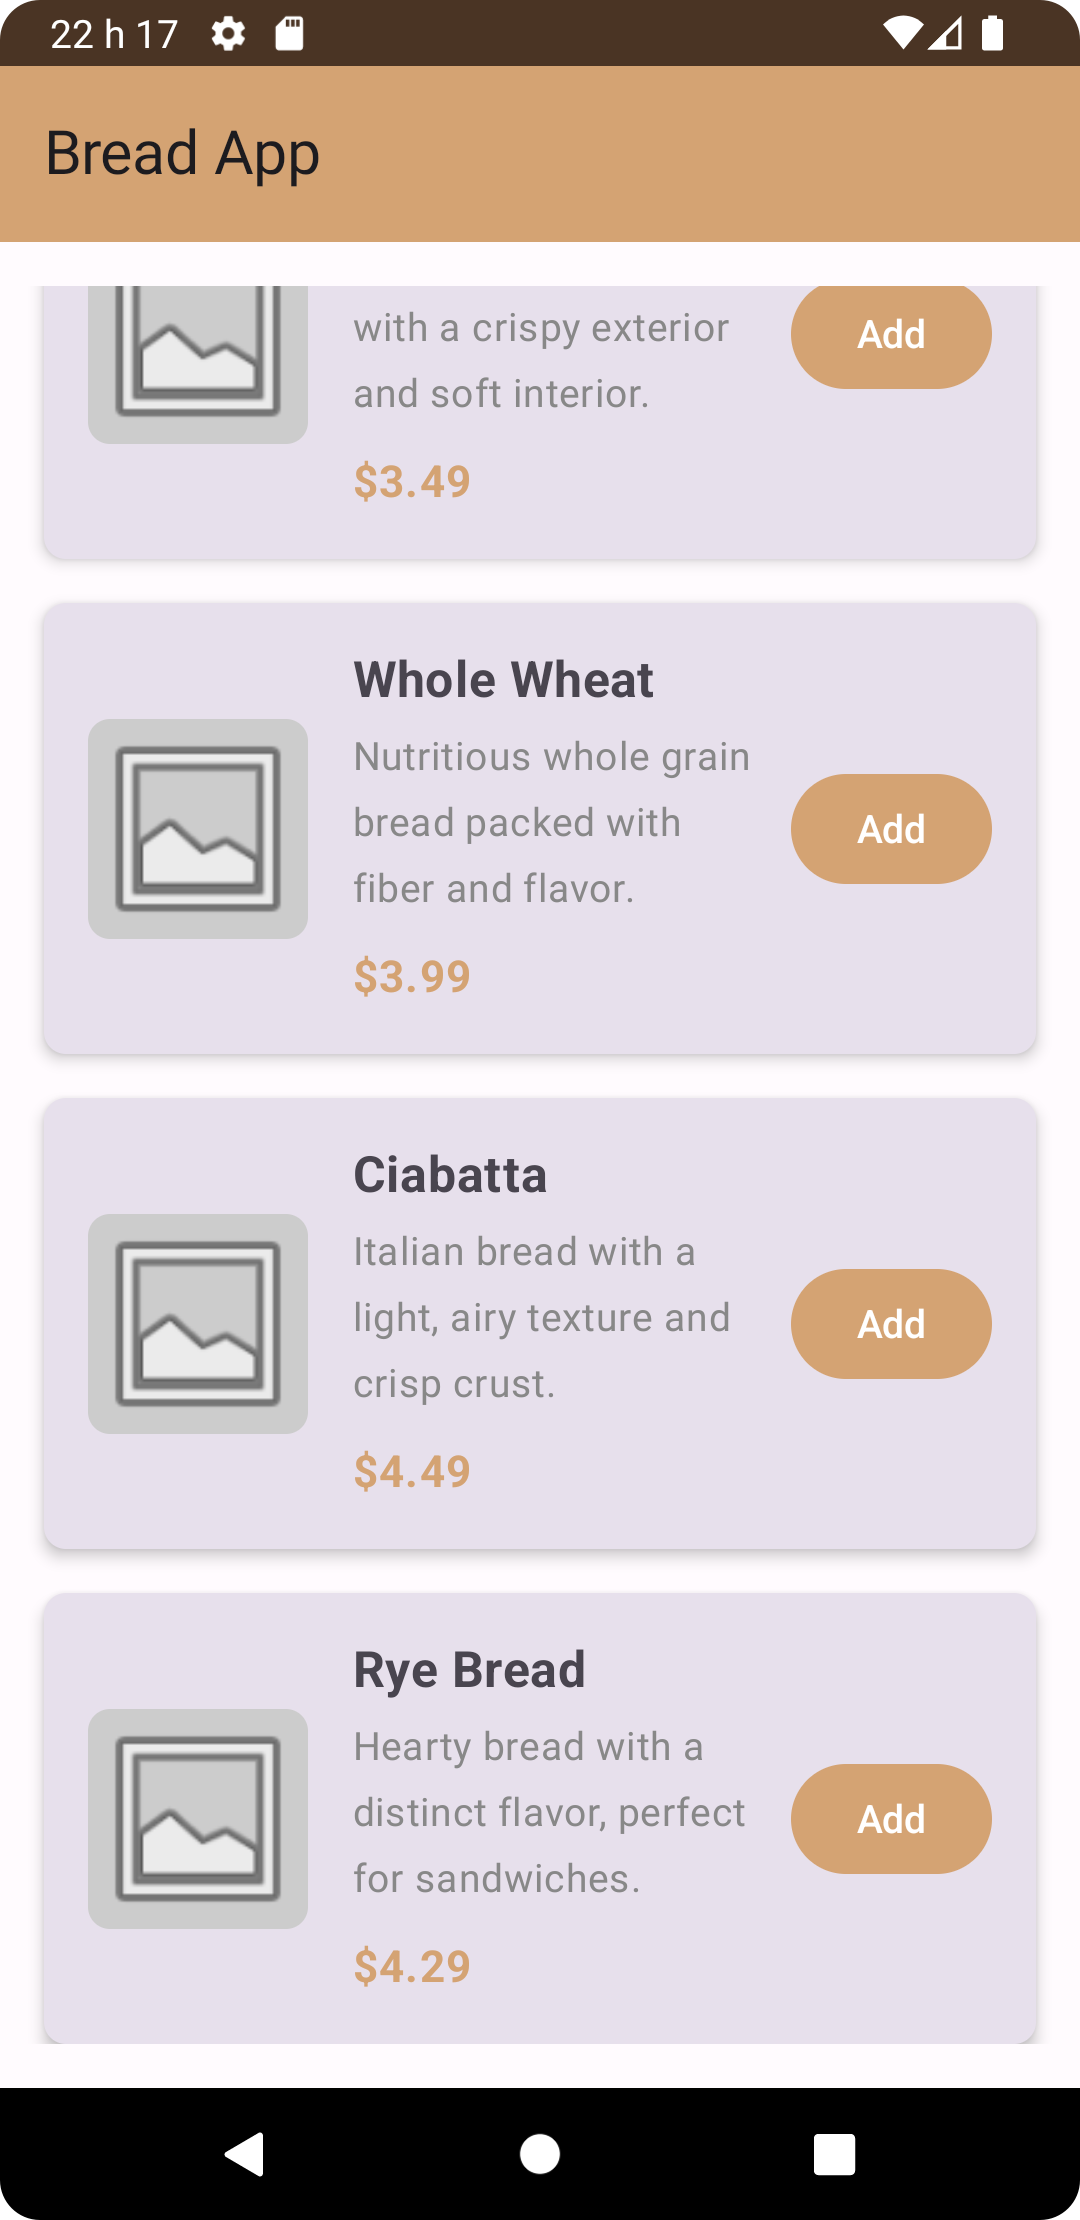 22 h 17
Bread App
with a crispy exterior
and soft interior.
$3.49
Add
Whole Wheat
Nutritious whole grain
bread packed with
fiber and flavor.
$3.99
Add
Ciabatta
Italian bread with a
light, airy texture and
crisp crust.
$4.49
Add
Rye Bread
Hearty bread with a
distinct flavor, perfect
for sandwiches.
$4.29
Add